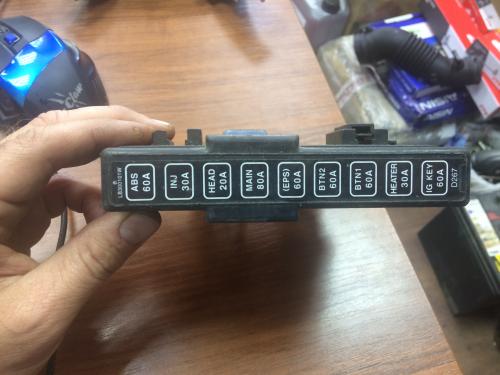 ABS 60A
INJ 30A
HEAD 20A
MAIN 80A
(EPS) 60A
BTN2 60A
BTN1 60A
HEATER 30A
IG KEY 60A
D267